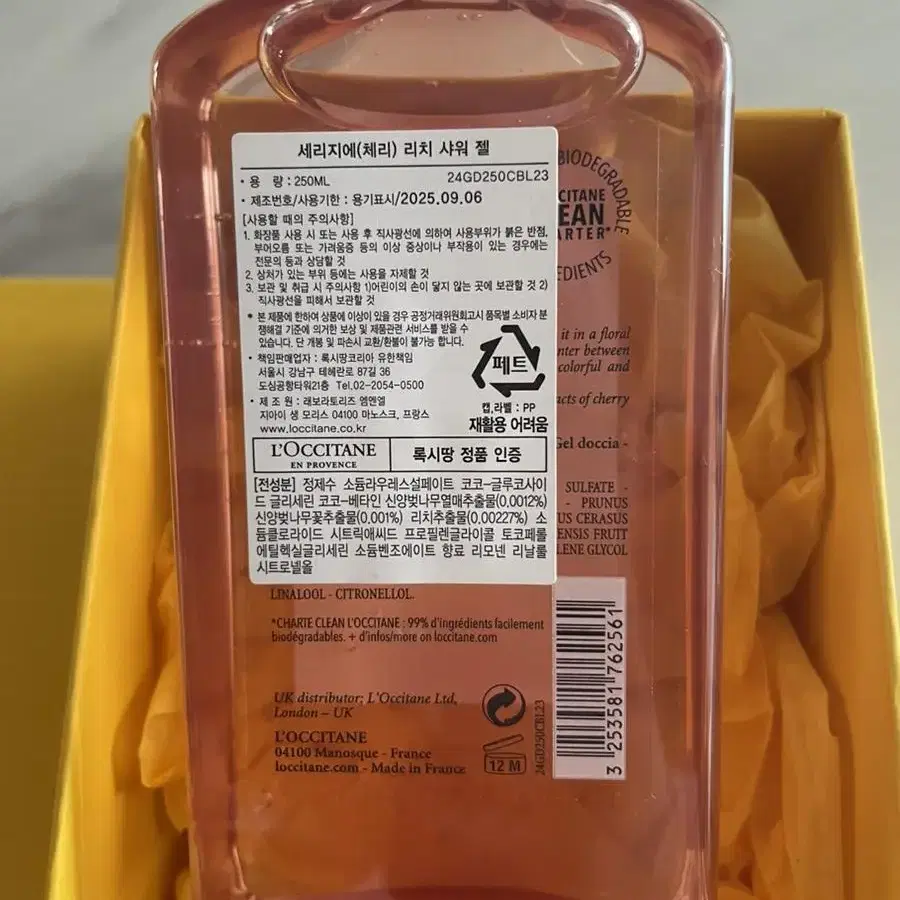 세리지에(체리) 리치 샤워 젤
• 용 량 : 250ML 24GD250CBL23
• 제조번호/사용기한 : 용기표시/2025.09.06
[사용할 때의 주의사항]
1. 화장품 사용 시 또는 사용 후 직사광선에 의하여 사용부위가 붉은 반점,
부어오름 또는 가려움증 등의 이상 증상이나 부작용이 있는 경우에는
전문의 등과 상담할 것
2. 상처가 있는 부위 등에는 사용을 자제할 것
3. 보관 및 취급 시 주의사항 1)어린이의 손이 닿지 않는 곳에 보관할 것 2)
직사광선을 피해서 보관할 것
* 본 제품에 한하여 상품에 이상이 있을 경우 공정거래위원회고시 품목별 소비자 분
쟁해결 기준에 의거한 보상 및 제품관련 서비스를 받을 수
있습니다. 단 개봉 및 파손시 교환/환불이 불가능 합니다.
• 책임판매업자 : 록시땅코리아 유한책임
서울시 강남구 테헤란로 87길 36
도심공항타워21층 Tel.02-2054-0500
• 제 조 원 : 래보라토리즈 엠엔엘
지아이 생 모리스 04100 마노스크, 프랑스
www.loccitane.co.kr
페트
캡,라벨 : PP
재활용 어려움
L'OCCITANE
EN PROVENCE
록시땅 정품 인증
[전성분] 정제수 소듐라우레스설페이트 코코-글루코사이
드 글리세린 코코-베타인 신양벚나무열매추출물(0.0012%)
신양벚나무꽃추출물(0.001%) 리치추출물(0.00227%) 소
듐클로라이드 시트릭애씨드 프로필렌글라이콜 토코페롤
에틸헥실글리세린 소듐벤조에이트 향료 리모넨 리날룰
시트로넬올
BIODEGRADABLE
CCITANE
EAN
ARTER*
EDIENTS
it in a floral
nter between
colorful and
acts of cherry
Gel doccia -
SULFATE -
- PRUNUS
US CERASUS
ENSIS FRUIT
LENE GLYCOL
LINALOOL - CITRONELLOL.
*CHARTE CLEAN L'OCCITANE : 99% d'ingrédients facilement
biodégradables. + d'infos/more on loccitane.com
UK distributor; L'Occitane Ltd,
London – UK
L'OCCITANE
04100 Manosque - France
loccitane.com - Made in France
12 M
24GD250CBL23
3 253581 762561